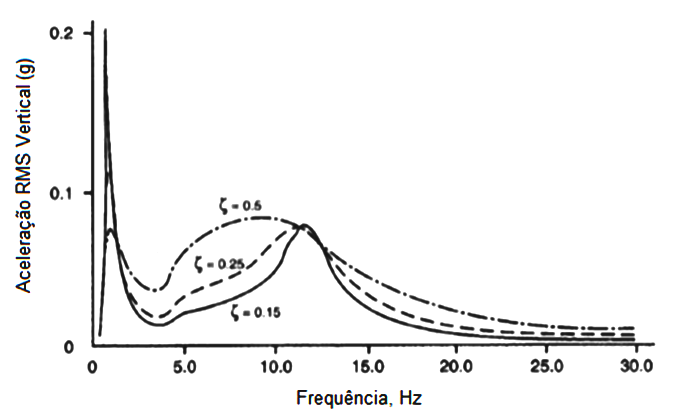 Aceleração RMS Vertical (g)
0.2
0.1
0
ζ = 0.5
ζ = 0.25
ζ = 0.15
0 5.0 10.0 15.0 20.0 25.0 30.0
Frequência, Hz